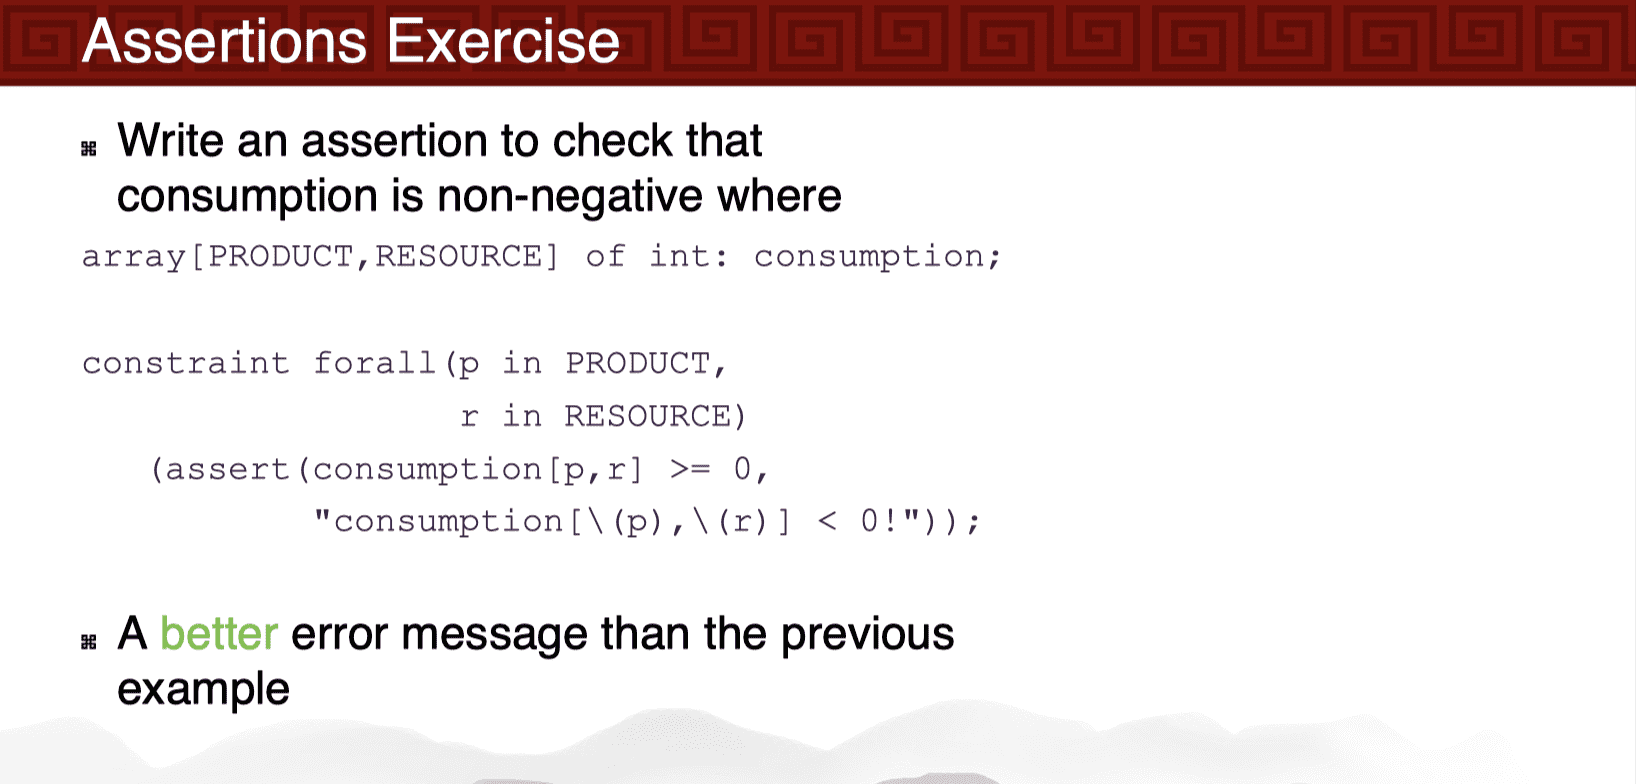 Assertions Exercise
⌘ Write an assertion to check that
consumption is non-negative where
array[PRODUCT,RESOURCE] of int: consumption;
constraint forall(p in PRODUCT,
r in RESOURCE)
(assert(consumption[p,r] >= 0,
"consumption[\(p),\(r)] < 0!"));
⌘ A better error message than the previous
example